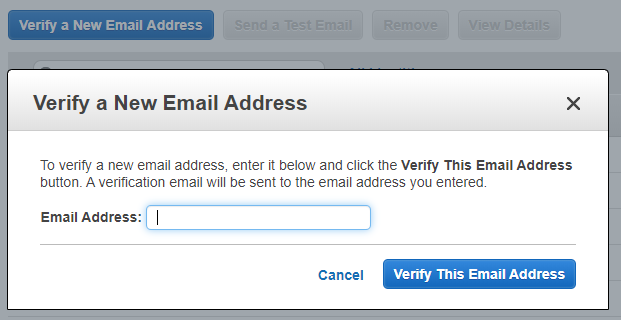 Verify a New Email Address Send a Test Email Remove View Details
Verify a New Email Address
To verify a new email address, enter it below and click the Verify This Email Address
button. A verification email will be sent to the email address you entered.
Email Address:
Cancel Verify This Email Address